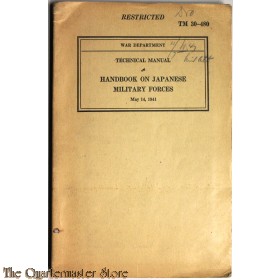 RESTRICTED
TM 30-480
WAR DEPARTMENT
TECHNICAL MANUAL
HANDBOOK ON JAPANESE
MILITARY FORCES
May 14, 1941
The Quartermaster Store